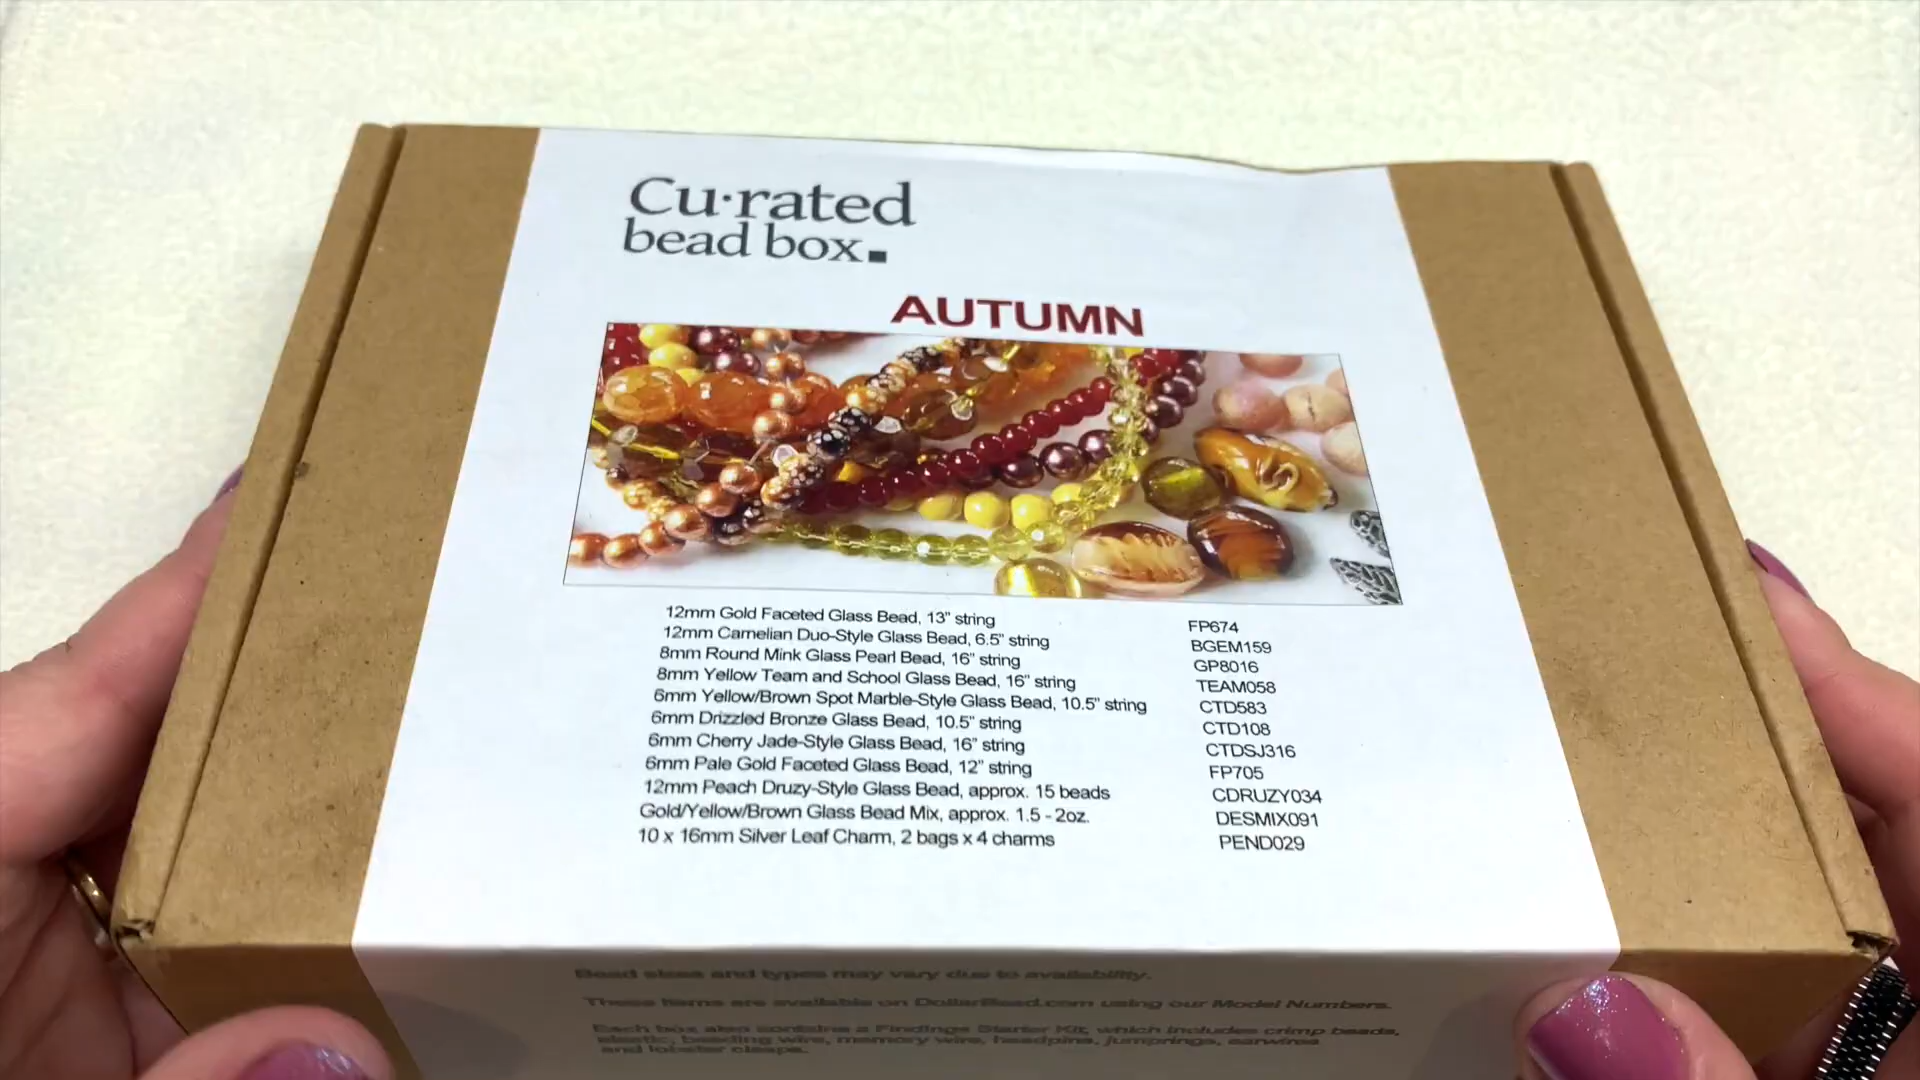 Cu·rated
bead box■
AUTUMN
12mm Gold Faceted Glass Bead, 13" string FP674
12mm Carnelian Duo-Style Glass Bead, 6.5" string BGEM159
8mm Round Mink Glass Pearl Bead, 16" string GP8016
8mm Yellow Team and School Glass Bead, 16" string TEAM058
6mm Yellow/Brown Spot Marble-Style Glass Bead, 10.5" string CTD583
6mm Drizzled Bronze Glass Bead, 10.5" string CTD108
6mm Cherry Jade-Style Glass Bead, 16" string CTDSJ316
6mm Pale Gold Faceted Glass Bead, 12" string FP705
12mm Peach Druzy-Style Glass Bead, approx. 15 beads CDRUZY034
Gold/Yellow/Brown Glass Bead Mix, approx. 1.5 - 2oz. DESMIX091
10 x 16mm Silver Leaf Charm, 2 bags x 4 charms PEND029
Bead sizes and types may vary due to availability.
These items are available on DollarBead.com using our Model Numbers.
Each box also contains a Findings Starter Kit, which includes crimp beads,
elastic, beading wire, memory wire, headpins, jumprings, earwires
and lobster clasps.